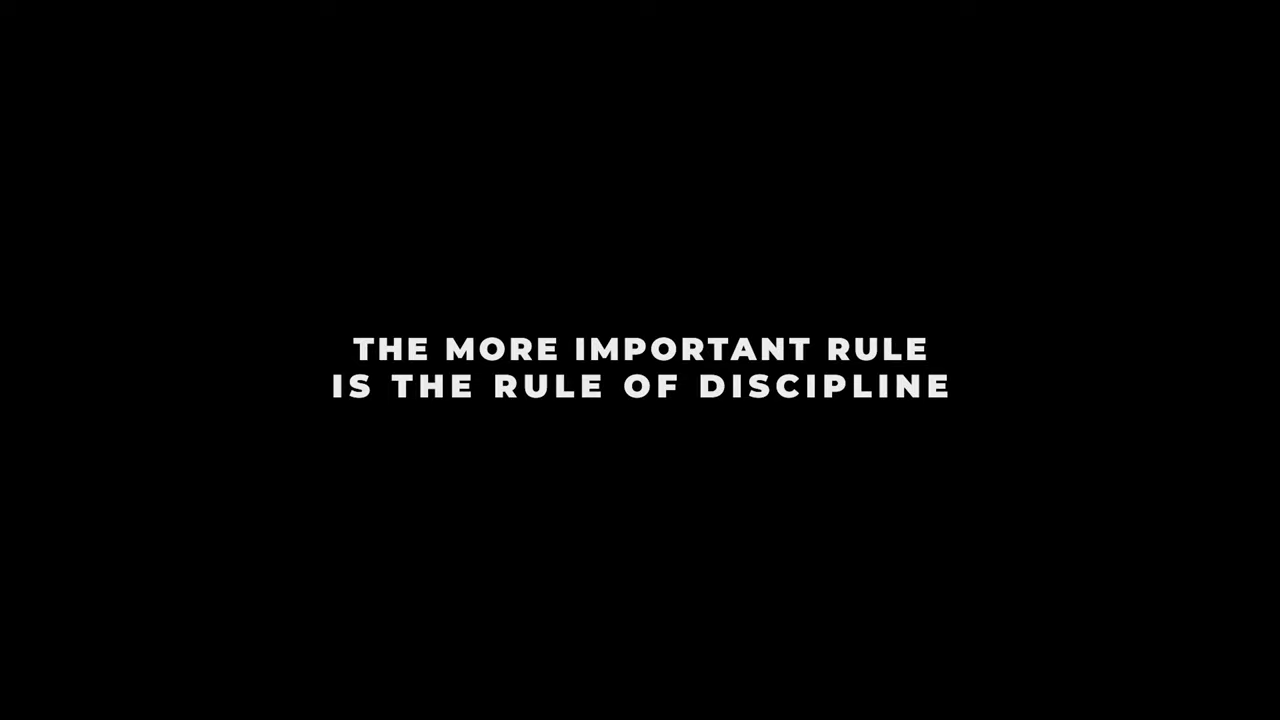 THE MORE IMPORTANT RULE
IS THE RULE OF DISCIPLINE